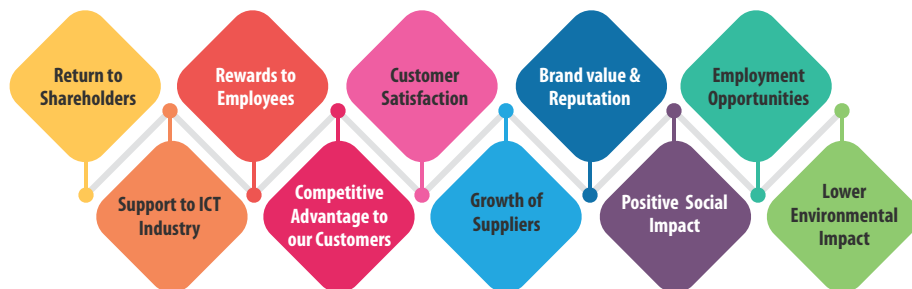 Return to
Shareholders
Rewards to
Employees
Customer
Satisfaction
Brand value &
Reputation
Employment
Opportunities
Support to ICT
Industry
Competitive
Advantage to
our Customers
Growth of
Suppliers
Positive Social
Impact
Lower
Environmental
Impact